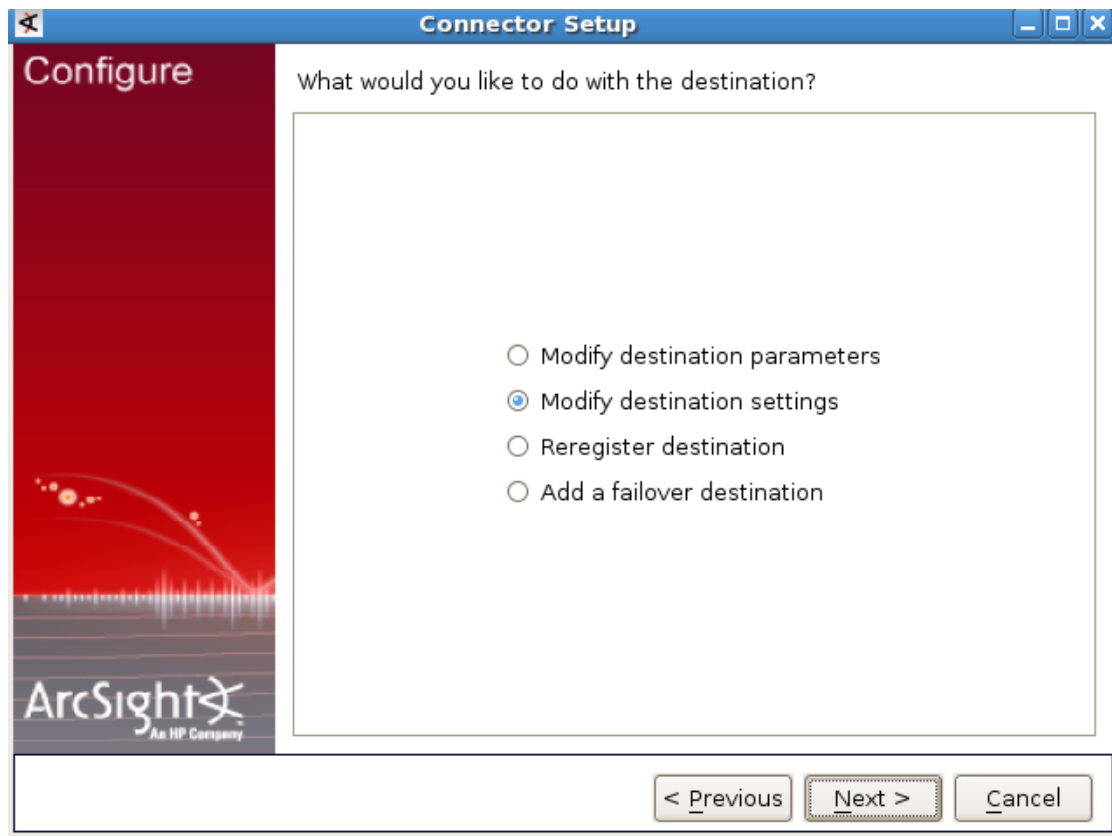 Connector Setup
Configure
What would you like to do with the destination?
Modify destination parameters
Modify destination settings
Reregister destination
Add a failover destination
ArcSight
An HP Company
< Previous
Next >
Cancel